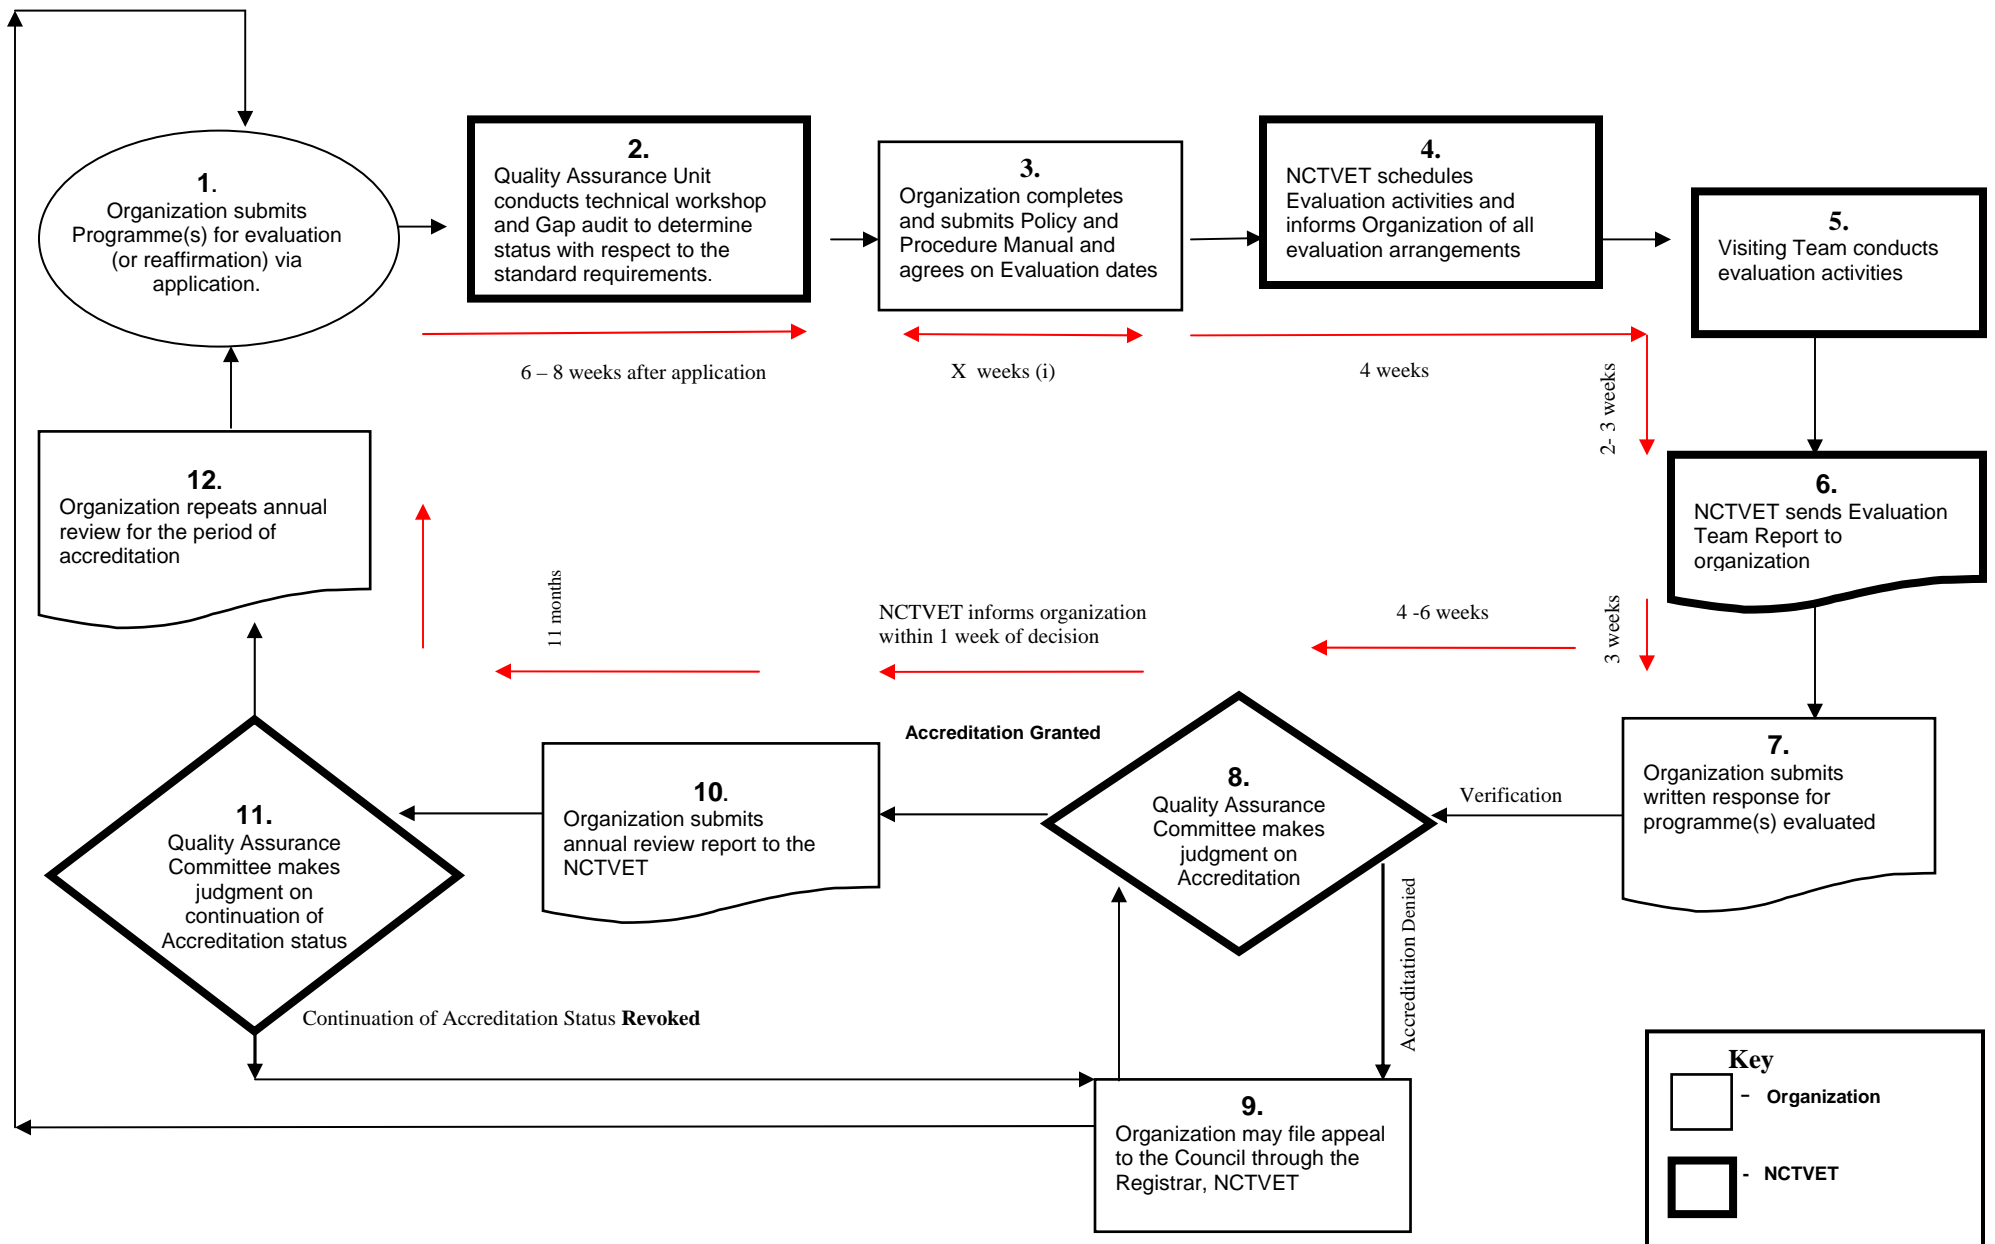 1.
Organization submits
Programme(s) for evaluation
(or reaffirmation) via
application.
2.
Quality Assurance Unit
conducts technical workshop
and Gap audit to determine
status with respect to the
standard requirements.
3.
Organization completes
and submits Policy and
Procedure Manual and
agrees on Evaluation dates
4.
NCTVET schedules
Evaluation activities and
informs Organization of all
evaluation arrangements
5.
Visiting Team conducts
evaluation activities
6 – 8 weeks after application
X weeks (i)
4 weeks
2- 3 weeks
6.
NCTVET sends Evaluation
Team Report to
organization
12.
Organization repeats annual
review for the period of
accreditation
11 months
NCTVET informs organization
within 1 week of decision
4 -6 weeks
3 weeks
7.
Organization submits
written response for
programme(s) evaluated
Verification
8.
Quality Assurance
Committee makes
judgment on
Accreditation
Accreditation Granted
Accreditation Denied
10.
Organization submits
annual review report to the
NCTVET
11.
Quality Assurance
Committee makes
judgment on
continuation of
Accreditation status
Continuation of Accreditation Status Revoked
9.
Organization may file appeal
to the Council through the
Registrar, NCTVET
Key
- Organization
- NCTVET